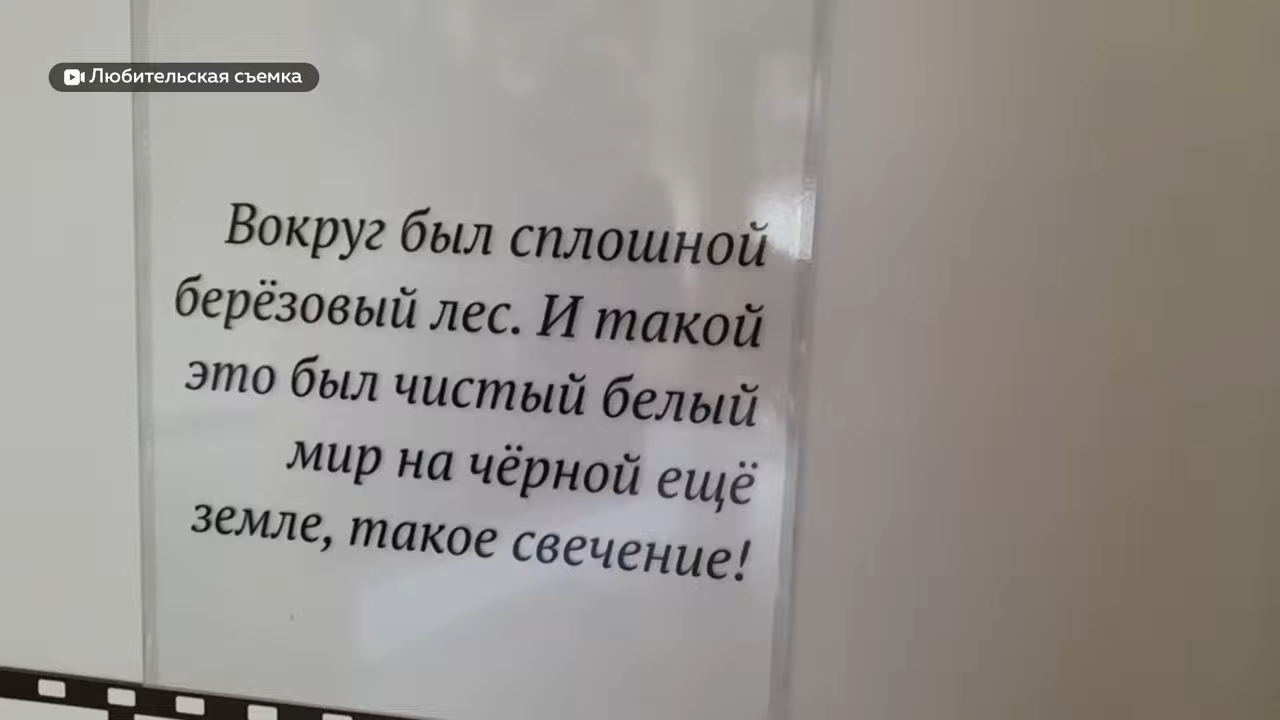 Любительская съемка
Вокруг был сплошной
берёзовый лес. И такой
это был чистый белый
мир на чёрной ещё
земле, такое свечение!